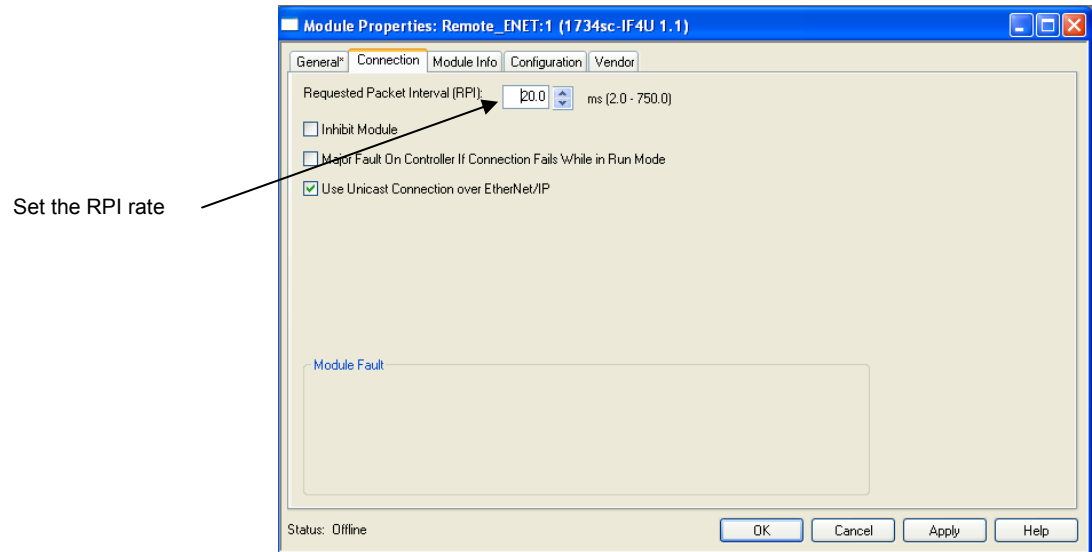 Module Properties: Remote_ENET:1 (1734sc-IF4U 1.1)
General* Connection Module Info Configuration Vendor
Requested Packet Interval (RPI): 20.0 ms (2.0 - 750.0)
Inhibit Module
Major Fault On Controller If Connection Fails While in Run Mode
Use Unicast Connection over EtherNet/IP
Set the RPI rate
Module Fault
Status: Offline OK Cancel Apply Help